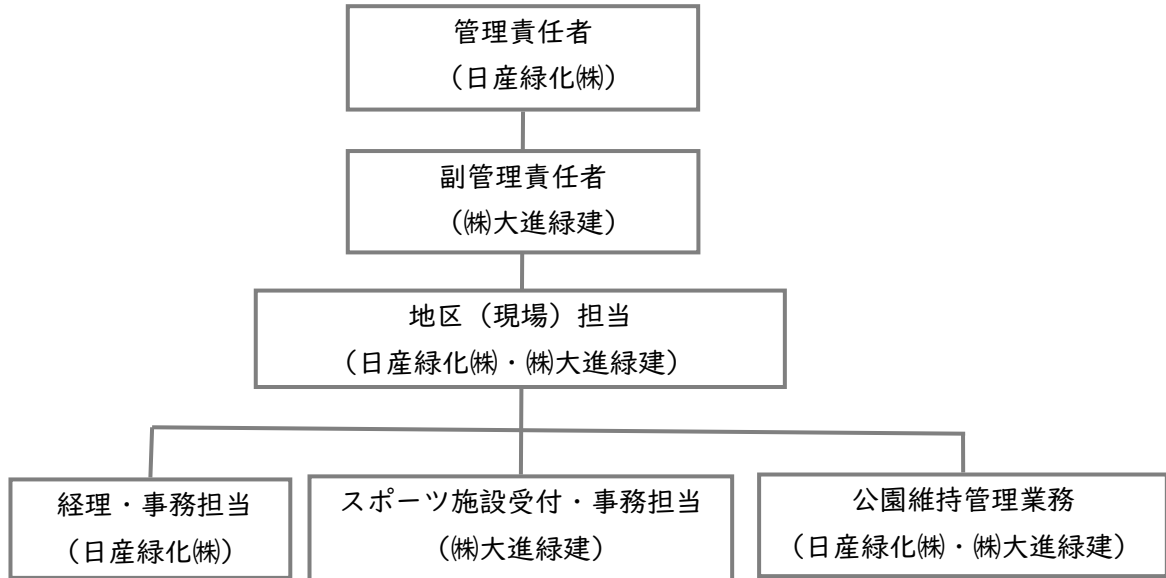 管理責任者
（日産緑化㈱）
副管理責任者
（㈱大進緑建）
地区（現場）担当
（日産緑化㈱・㈱大進緑建）
経理・事務担当
（日産緑化㈱）
スポーツ施設受付・事務担当
（㈱大進緑建）
公園維持管理業務
（日産緑化㈱・㈱大進緑建）